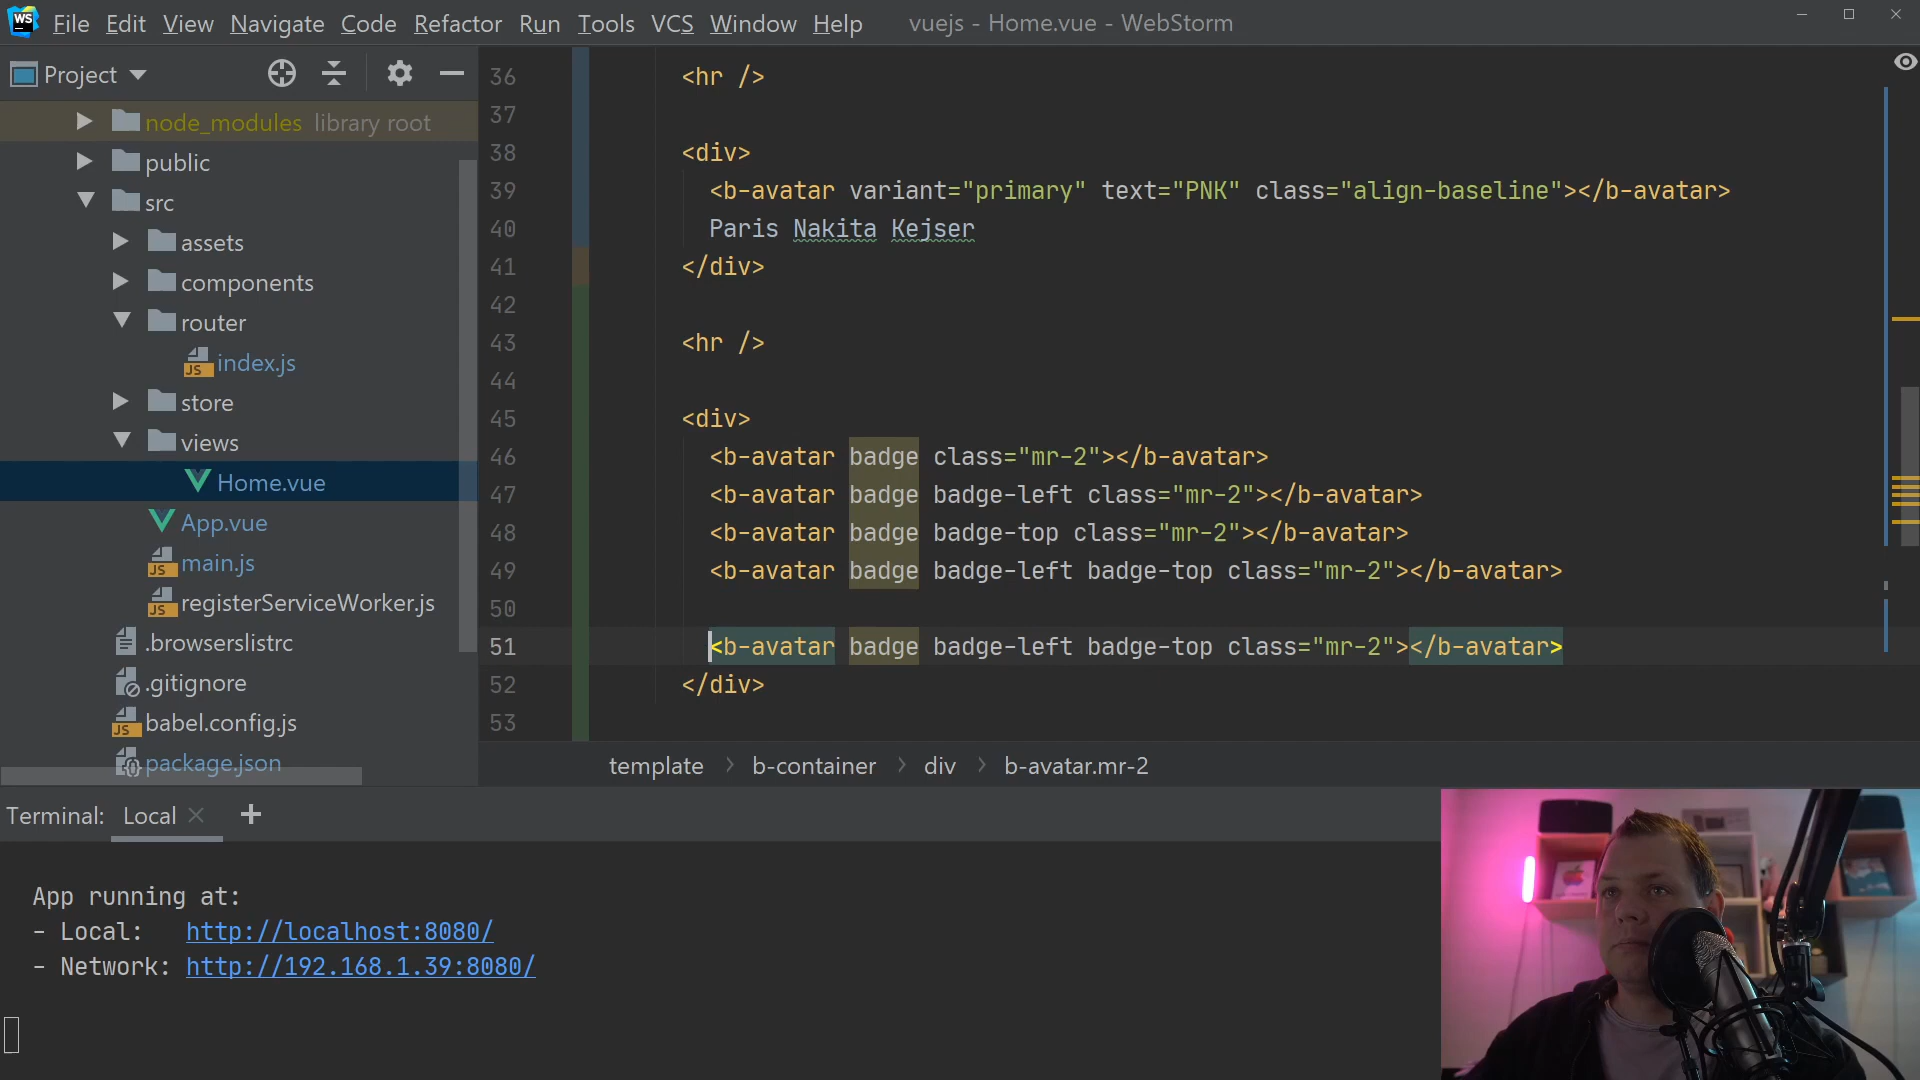 WS File Edit View Navigate Code Refactor Run Tools VCS Window Help vuejs - Home.vue - WebStorm
Project
node_modules library root
public
src
assets
components
router
JS index.js
store
views
Home.vue
App.vue
JS main.js
JS registerServiceWorker.js
.browserslistrc
.gitignore
JS babel.config.js
package.json
36 <hr />
37
38 <div>
39 <b-avatar variant="primary" text="PNK" class="align-baseline"></b-avatar>
40 Paris Nakita Kejser
41 </div>
42
43 <hr />
44
45 <div>
46 <b-avatar badge class="mr-2"></b-avatar>
47 <b-avatar badge badge-left class="mr-2"></b-avatar>
48 <b-avatar badge badge-top class="mr-2"></b-avatar>
49 <b-avatar badge badge-left badge-top class="mr-2"></b-avatar>
50
51 <b-avatar badge badge-left badge-top class="mr-2"></b-avatar>
52 </div>
53
template > b-container > div > b-avatar.mr-2
Terminal: Local × +
App running at:
- Local: http://localhost:8080/
- Network: http://192.168.1.39:8080/